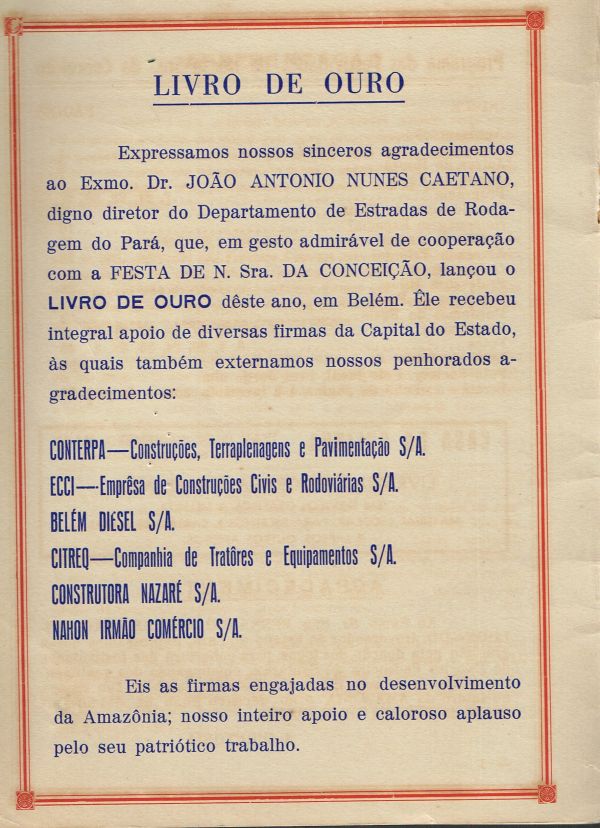 LIVRO DE OURO
Expressamos nossos sinceros agradecimentos
ao Exmo. Dr. JOÃO ANTONIO NUNES CAETANO,
digno diretor do Departamento de Estradas de Roda-
gem do Pará, que, em gesto admirável de cooperação
com a FESTA DE N. Sra. DA CONCEIÇÃO, lançou o
LIVRO DE OURO dêste ano, em Belém. Êle recebeu
integral apoio de diversas firmas da Capital do Estado,
às quais também externamos nossos penhorados a-
gradecimentos:
CONTERPA—Construções, Terraplenagens e Pavimentação S/A.
ECCI—Emprêsa de Construções Civis e Rodoviárias S/A.
BELÉM DIESEL S/A.
CITREQ—Companhia de Tratôres e Equipamentos S/A.
CONSTRUTORA NAZARÉ S/A.
NAHON IRMÃO COMÉRCIO S/A.
Eis as firmas engajadas no desenvolvimento
da Amazônia; nosso inteiro apoio e caloroso aplauso
pelo seu patriótico trabalho.